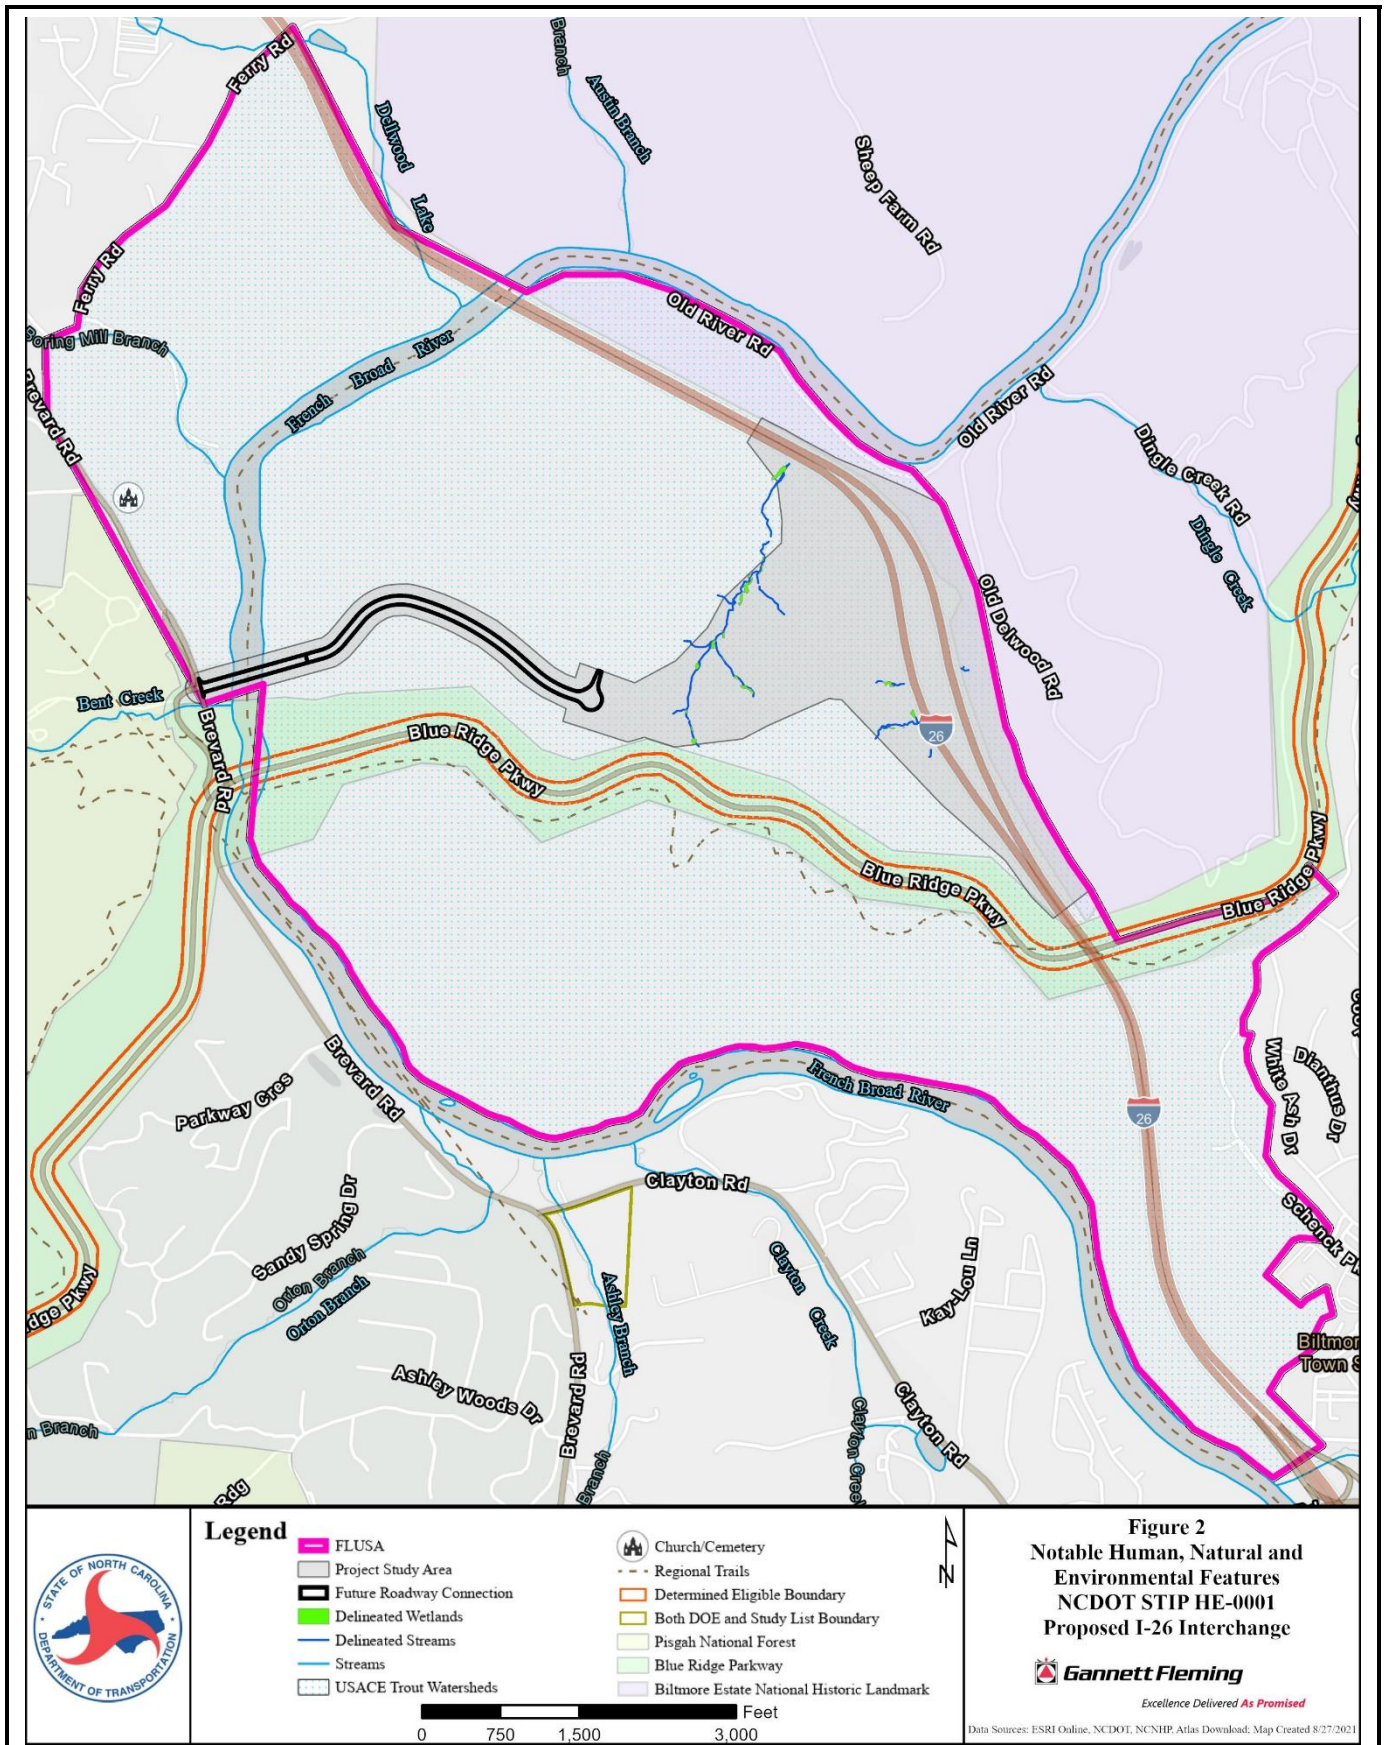 Ferry Rd
Branch
Austin Branch
Dellwood Lake
Sheep Farm Rd
Ferry Rd
Old River Rd
Boring Mill Branch
French Broad River
Brevard Rd
Old River Rd
Dingle Creek Rd
Dingle Creek
Old Delwood Rd
Bent Creek
Brevard Rd
Blue Ridge Pkwy
26
Blue Ridge Pkwy
Blue Ridge Pkwy
Brevard Rd
Parkway Cres
French Broad River
26
White Ash Dr
Dianthus Dr
Clayton Rd
Sandy Spring Dr
Orton Branch
Orton Branch
Ashley Branch
Clayton Creek
Kay-Lou Ln
Schenck Pk
dge Pkwy
Biltmor
Town S
Ashley Woods Dr
Brevard Rd
Clayton Rd
Clayton Creek
n Branch
Branch
Rdg
Legend
FLUSA
Project Study Area
Future Roadway Connection
Delineated Wetlands
Delineated Streams
Streams
USACE Trout Watersheds
Church/Cemetery
Regional Trails
Determined Eligible Boundary
Both DOE and Study List Boundary
Pisgah National Forest
Blue Ridge Parkway
Biltmore Estate National Historic Landmark
N
Feet
0 750 1,500 3,000
STATE OF NORTH CAROLINA
DEPARTMENT OF TRANSPORTATION
Figure 2
Notable Human, Natural and
Environmental Features
NCDOT STIP HE-0001
Proposed I-26 Interchange
Gannett Fleming
Excellence Delivered As Promised
Data Sources: ESRI Online, NCDOT, NCNHP, Atlas Download; Map Created 8/27/2021